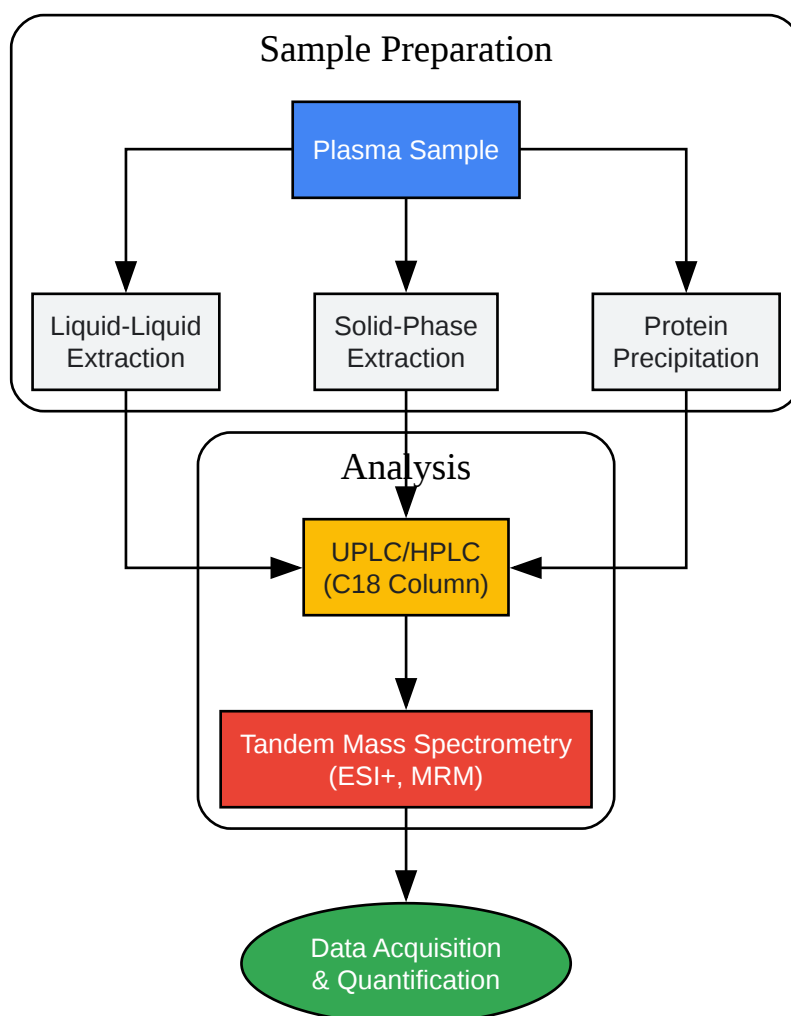 Sample Preparation
Plasma Sample
Liquid-Liquid
Extraction
Solid-Phase
Extraction
Protein
Precipitation
Analysis
UPLC/HPLC
(C18 Column)
Tandem Mass Spectrometry
(ESI+, MRM)
Data Acquisition
& Quantification